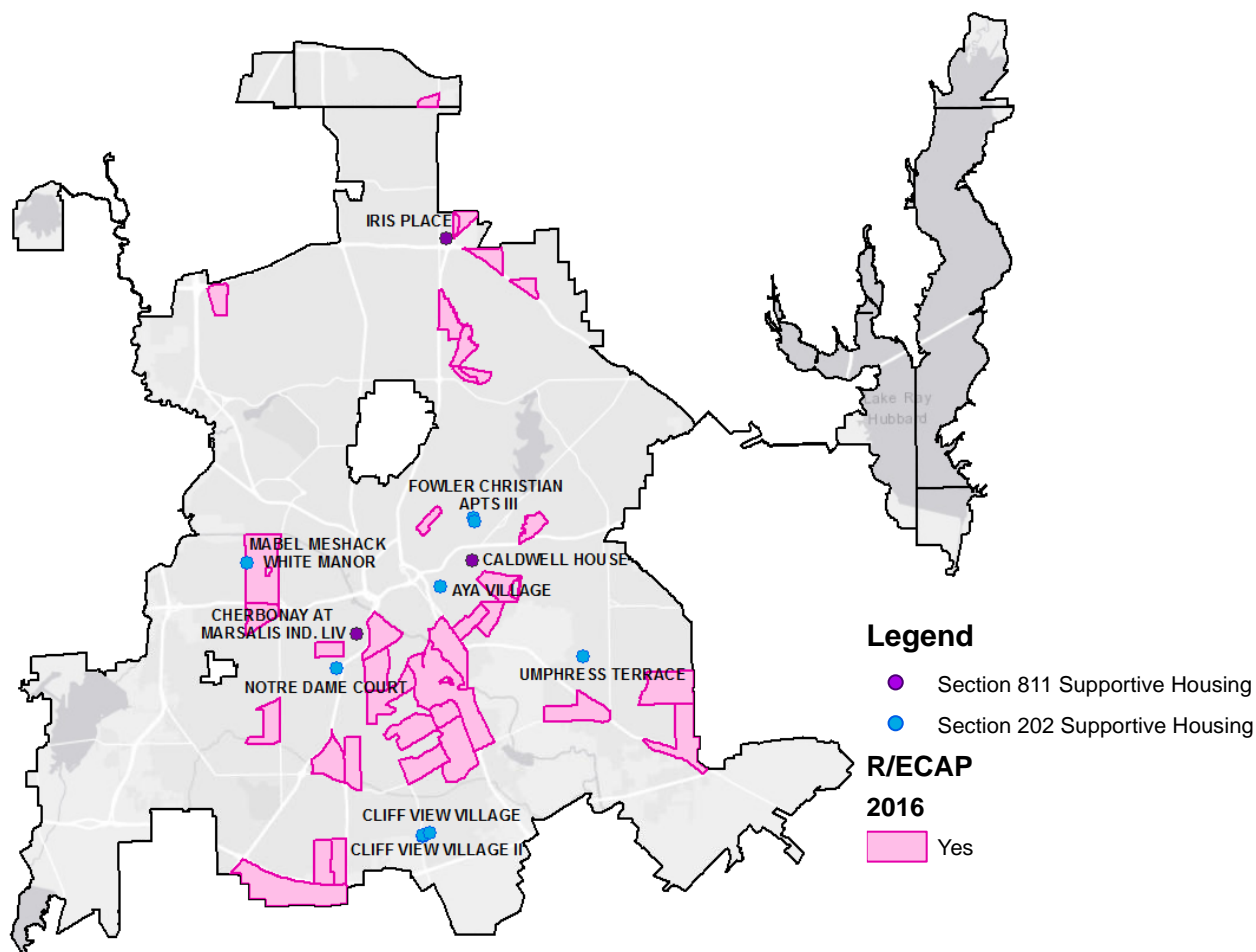 IRIS PLACE
Lake Ray
Hubbard
FOWLER CHRISTIAN
APTS III
MABEL MESHACK
WHITE MANOR
CALDWELL HOUSE
AYA VILLAGE
CHERBONAY AT
MARSALIS IND. LIV
NOTRE DAME COURT
UMPHRESS TERRACE
CLIFF VIEW VILLAGE
CLIFF VIEW VILLAGE II
Legend
Section 811 Supportive Housing
Section 202 Supportive Housing
R/ECAP
2016
Yes